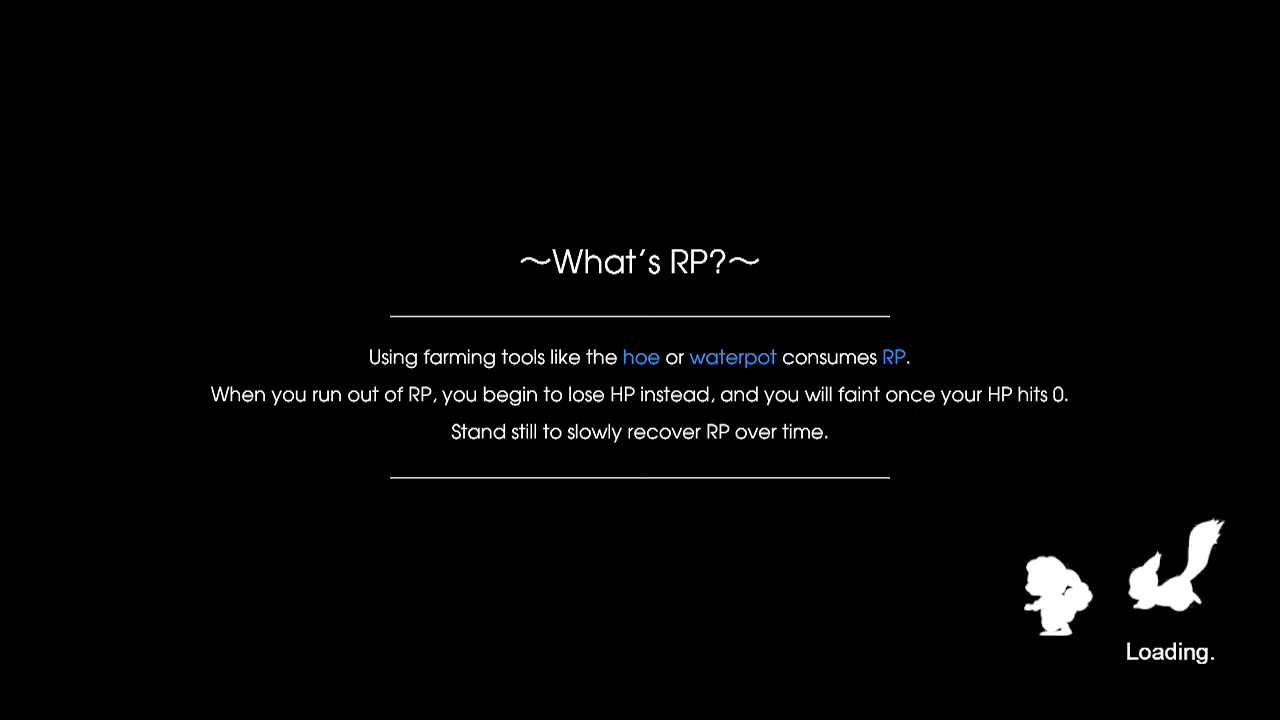 ～What's RP?～
Using farming tools like the hoe or waterpot consumes RP.
When you run out of RP, you begin to lose HP instead, and you will faint once your HP hits 0.
Stand still to slowly recover RP over time.
Loading.